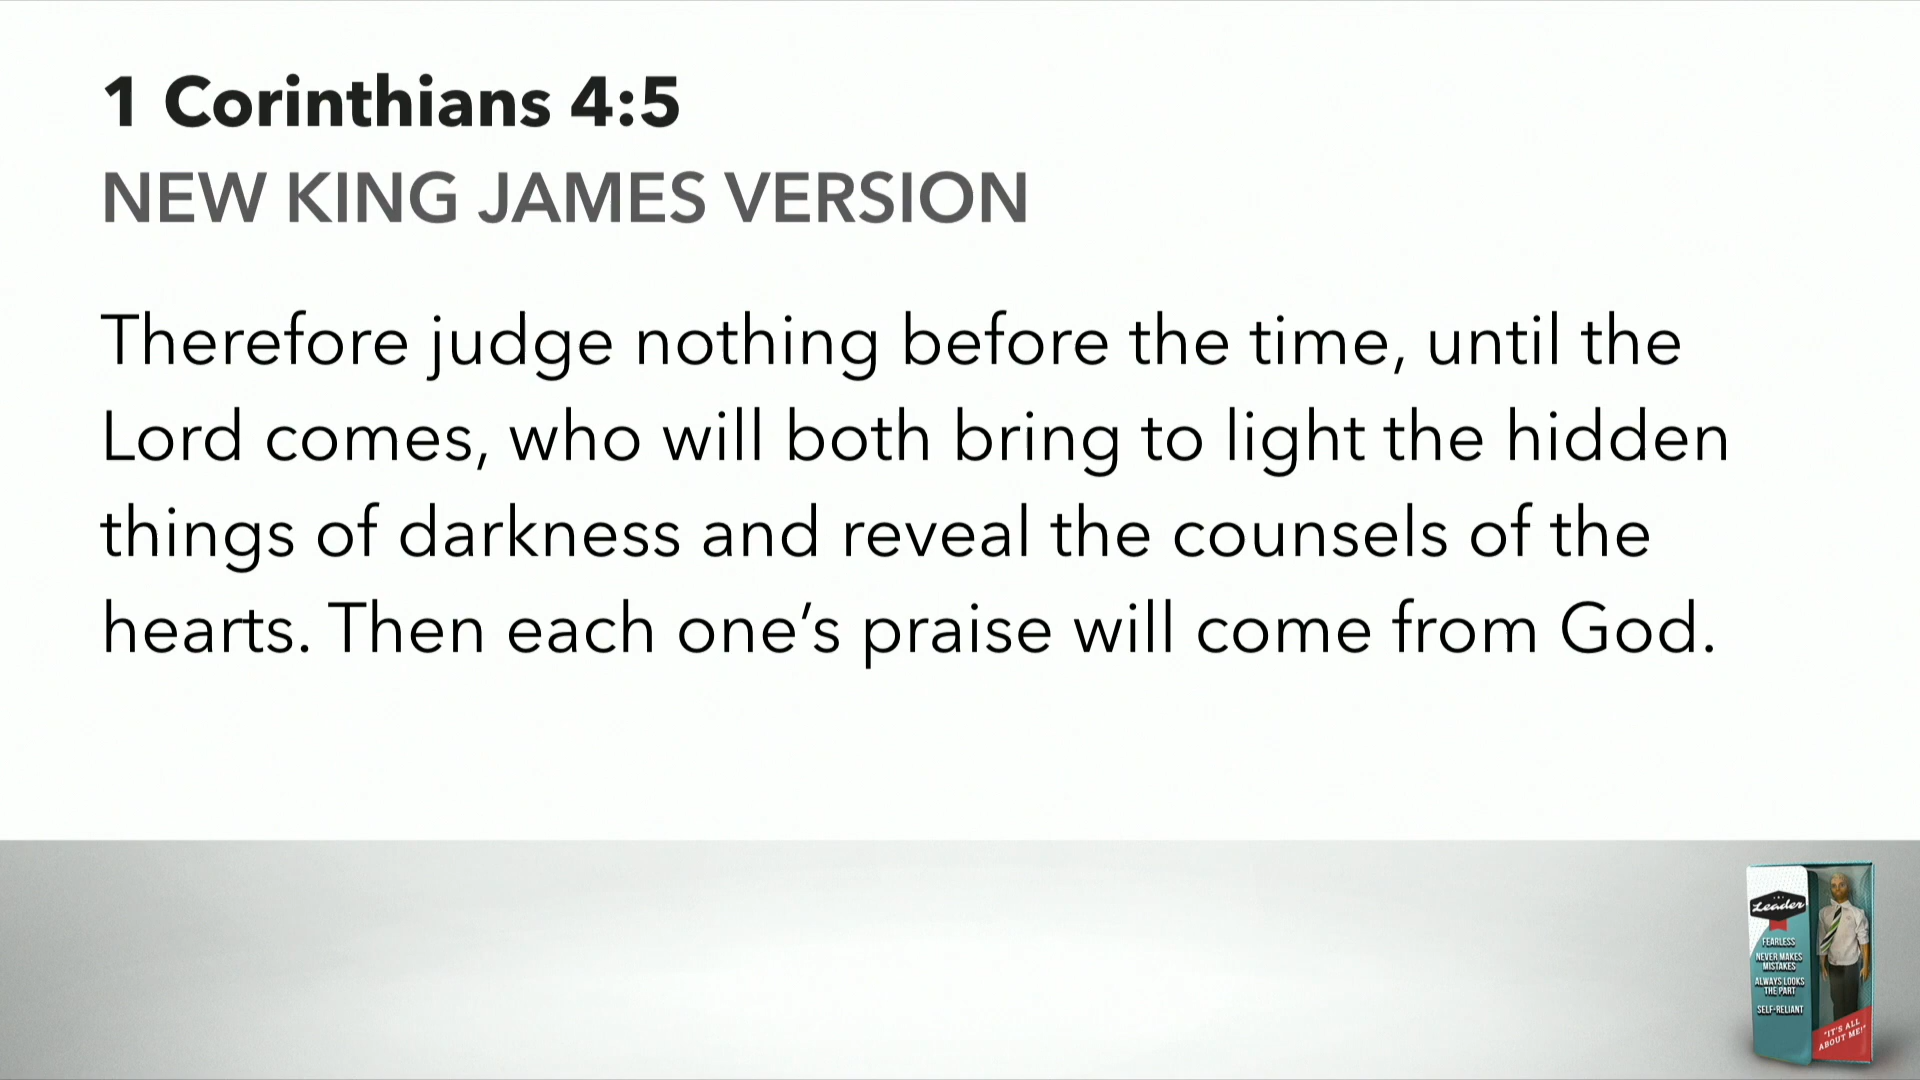 1 Corinthians 4:5
NEW KING JAMES VERSION
Therefore judge nothing before the time, until the
Lord comes, who will both bring to light the hidden
things of darkness and reveal the counsels of the
hearts. Then each one’s praise will come from God.
Leader
FEARLESS
NEVER MAKES
MISTAKES
ALWAYS LOOKS
THE PART
SELF-RELIANT
"IT'S ALL
ABOUT ME!"